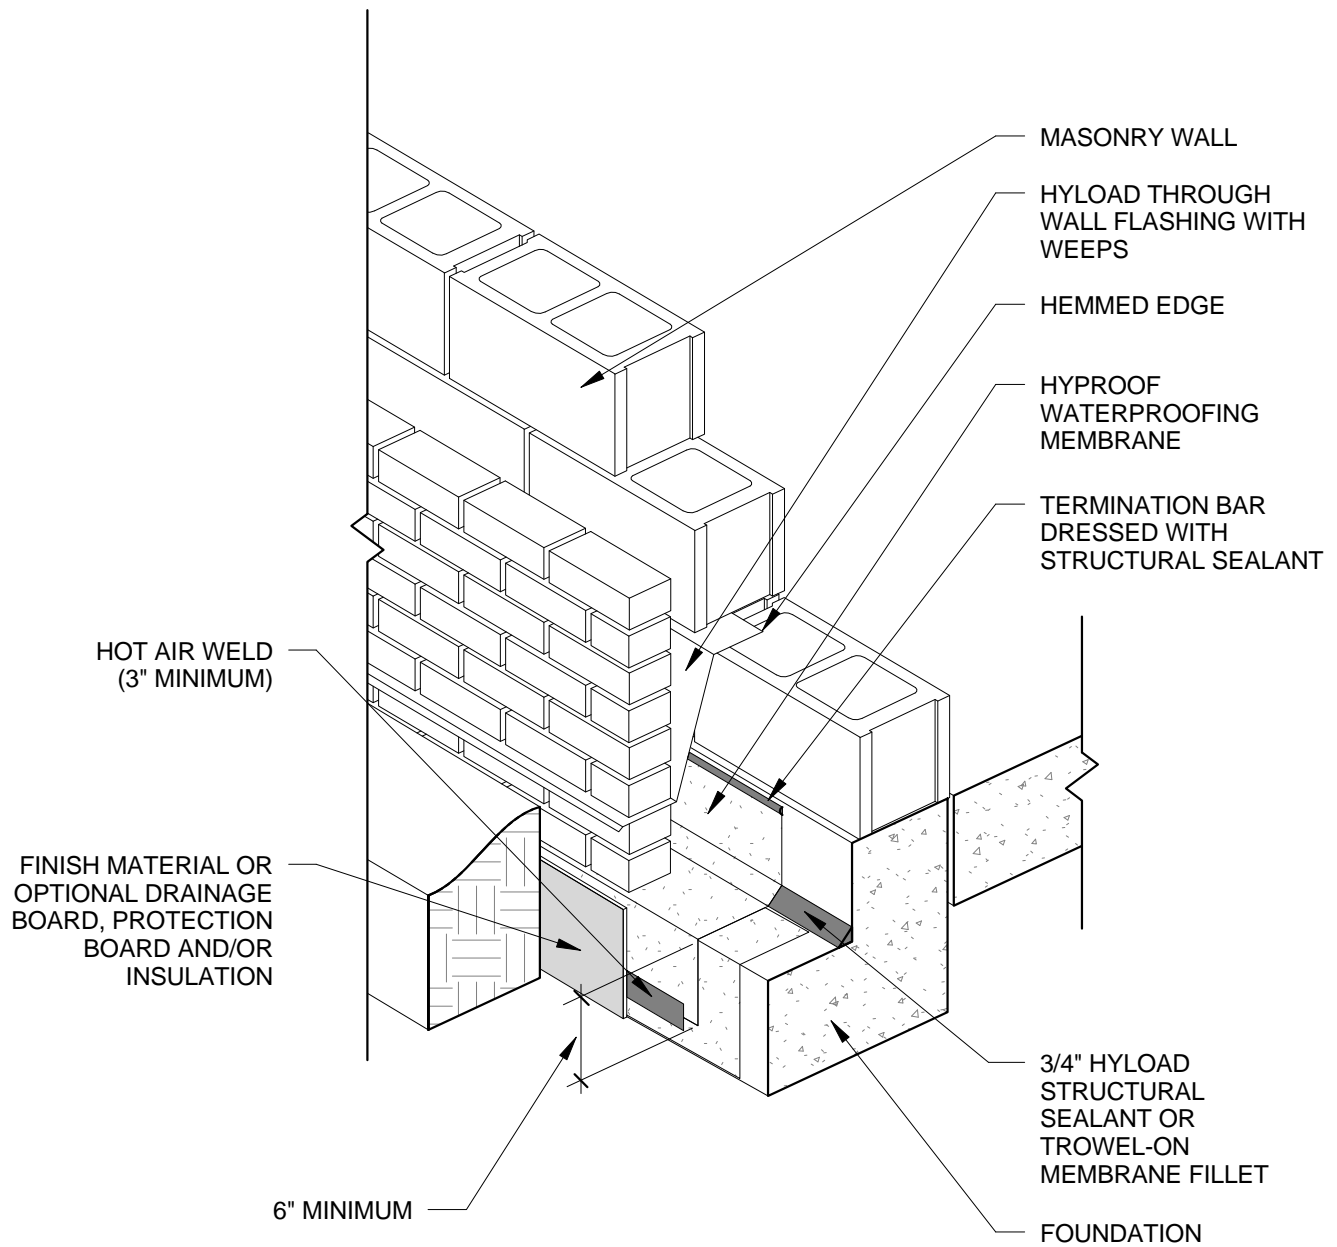 MASONRY WALL
HYLOAD THROUGH
WALL FLASHING WITH
WEEPS
HEMMED EDGE
HYPROOF
WATERPROOFING
MEMBRANE
TERMINATION BAR
DRESSED WITH
STRUCTURAL SEALANT
HOT AIR WELD
(3" MINIMUM)
FINISH MATERIAL OR
OPTIONAL DRAINAGE
BOARD, PROTECTION
BOARD AND/OR
INSULATION
3/4" HYLOAD
STRUCTURAL
SEALANT OR
TROWEL-ON
MEMBRANE FILLET
6" MINIMUM
FOUNDATION